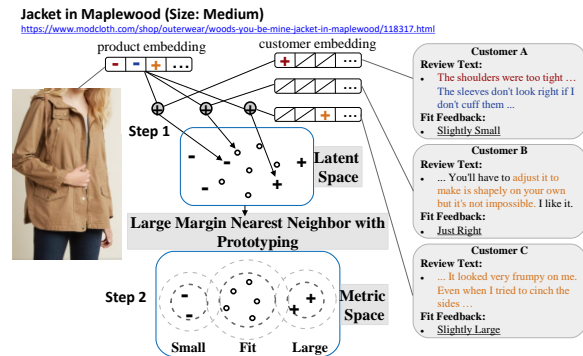 Jacket in Maplewood (Size: Medium)
https://www.modcloth.com/shop/outerwear/woods-you-be-mine-jacket-in-maplewood/118317.html
product embedding
customer embedding
- - + ...
+ ...
...
+ ...
+ + +
Step 1
Latent
Space
Large Margin Nearest Neighbor with
Prototyping
Step 2
Metric
Space
Small Fit Large
Customer A
Review Text:
• The shoulders were too tight ...
The sleeves don't look right if I
don't cuff them ...
Fit Feedback:
• Slightly Small
Customer B
Review Text:
• ... You'll have to adjust it to
make is shapely on your own
but it's not impossible. I like it.
Fit Feedback:
• Just Right
Customer C
Review Text:
• ... It looked very frumpy on me.
Even when I tried to cinch the
sides ...
Fit Feedback:
• Slightly Large